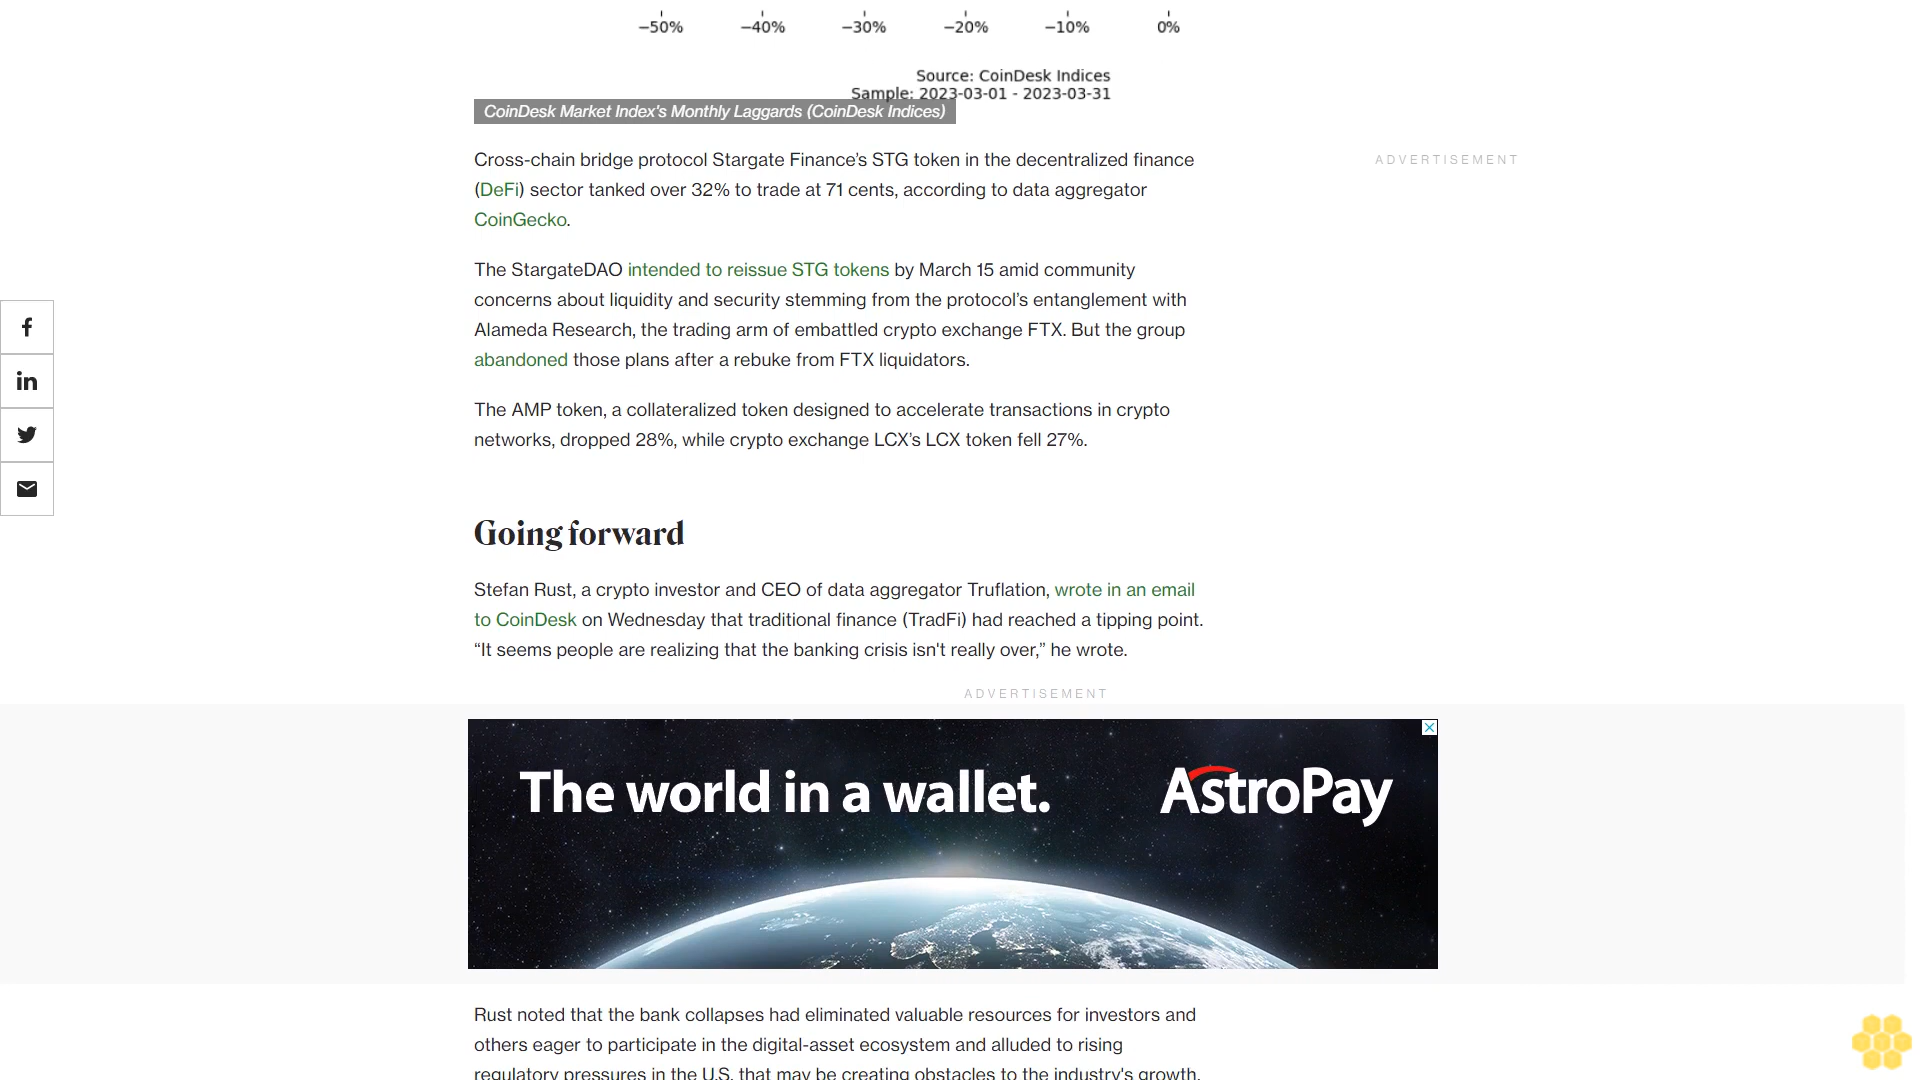 −50% −40% −30% −20% −10% 0%
Source: CoinDesk Indices
Sample: 2023-03-01 - 2023-03-31
CoinDesk Market Index's Monthly Laggards (CoinDesk Indices)
Cross-chain bridge protocol Stargate Finance’s STG token in the decentralized finance
(DeFi) sector tanked over 32% to trade at 71 cents, according to data aggregator
CoinGecko.
ADVERTISEMENT
The StargateDAO intended to reissue STG tokens by March 15 amid community
concerns about liquidity and security stemming from the protocol’s entanglement with
Alameda Research, the trading arm of embattled crypto exchange FTX. But the group
abandoned those plans after a rebuke from FTX liquidators.
The AMP token, a collateralized token designed to accelerate transactions in crypto
networks, dropped 28%, while crypto exchange LCX’s LCX token fell 27%.
Going forward
Stefan Rust, a crypto investor and CEO of data aggregator Truflation, wrote in an email
to CoinDesk on Wednesday that traditional finance (TradFi) had reached a tipping point.
“It seems people are realizing that the banking crisis isn't really over,” he wrote.
ADVERTISEMENT
The world in a wallet.
AstroPay
Rust noted that the bank collapses had eliminated valuable resources for investors and
others eager to participate in the digital-asset ecosystem and alluded to rising
regulatory pressures in the U.S. that may be creating obstacles to the industry's growth.